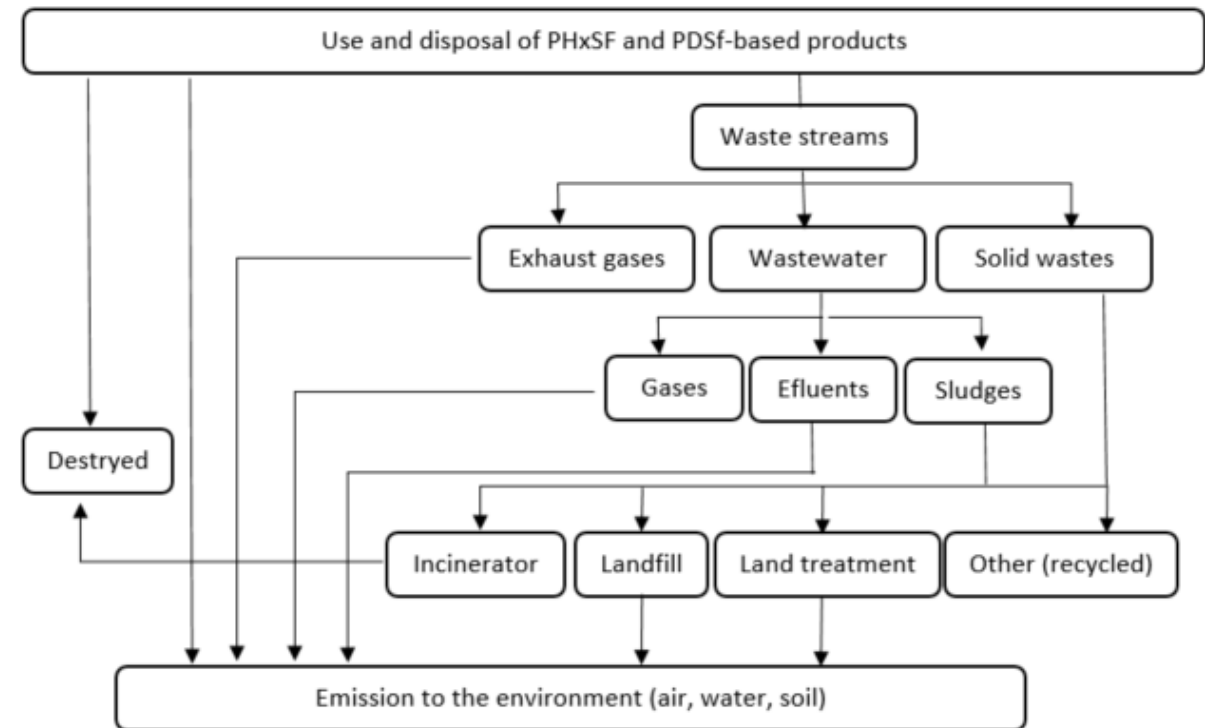 Use and disposal of PHxSF and PDSf-based products
Waste streams
Exhaust gases
Wastewater
Solid wastes
Gases
Efluents
Sludges
Destryed
Incinerator
Landfill
Land treatment
Other (recycled)
Emission to the environment (air, water, soil)